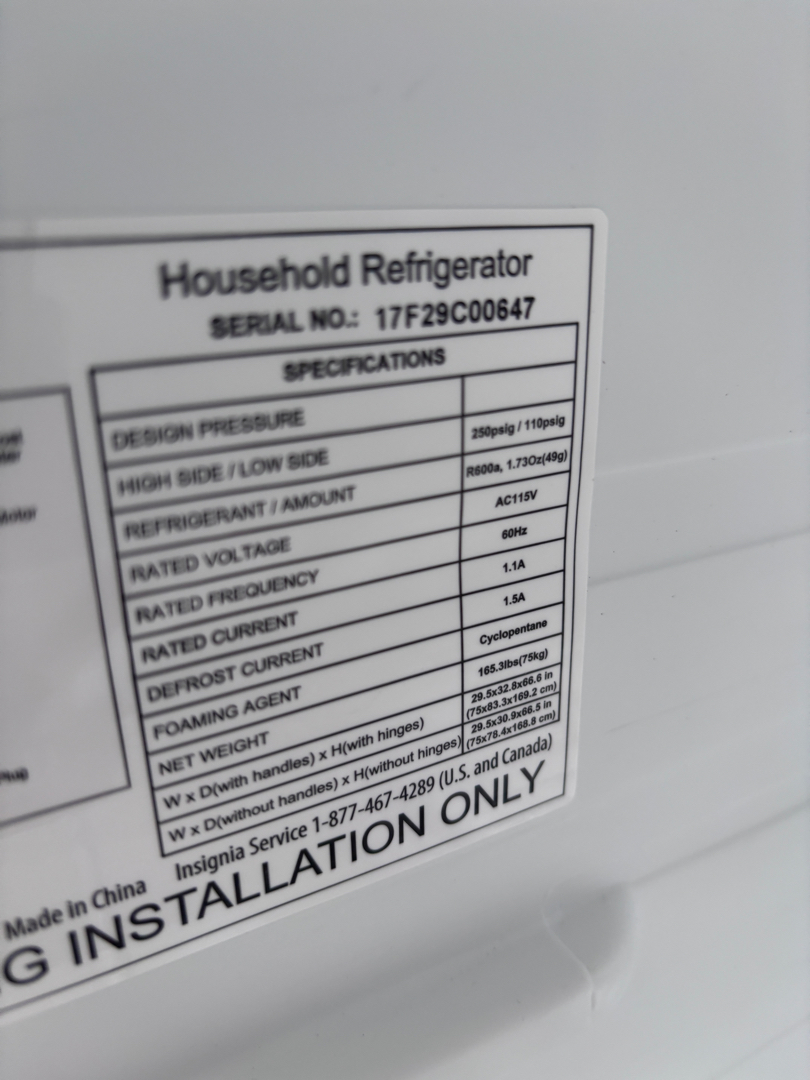 Household Refrigerator
SERIAL NO.: 17F29C00647
SPECIFICATIONS
DESIGN PRESSURE
HIGH SIDE / LOW SIDE 250psig / 110psig
REFRIGERANT / AMOUNT R600a, 1.73Oz(49g)
RATED VOLTAGE AC115V
RATED FREQUENCY 60Hz
RATED CURRENT 1.1A
DEFROST CURRENT 1.5A
FOAMING AGENT Cyclopentane
NET WEIGHT 165.3lbs(75kg)
W x D(with handles) x H(with hinges) 29.5x32.8x66.6 in
(75x83.3x169.2 cm)
W x D(without handles) x H(without hinges) 29.5x30.9x66.5 in
(75x78.4x168.8 cm)
Motor
Plug
Made in China Insignia Service 1-877-467-4289 (U.S. and Canada)
G INSTALLATION ONLY